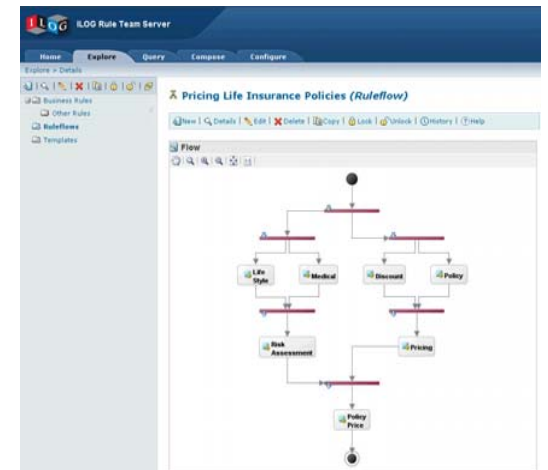 ILOG ILOG Rule Team Server
Home Explore Query Compose Configure
Explore > Details
Business Rules
Other Rules
Ruleflows
Templates
Pricing Life Insurance Policies (Ruleflow)
New | Details | Edit | Delete | Copy | Lock | Unlock | History | Help
Flow
Life Style
Medical
Discount
Policy
Risk Assessment
Pricing
Policy Price